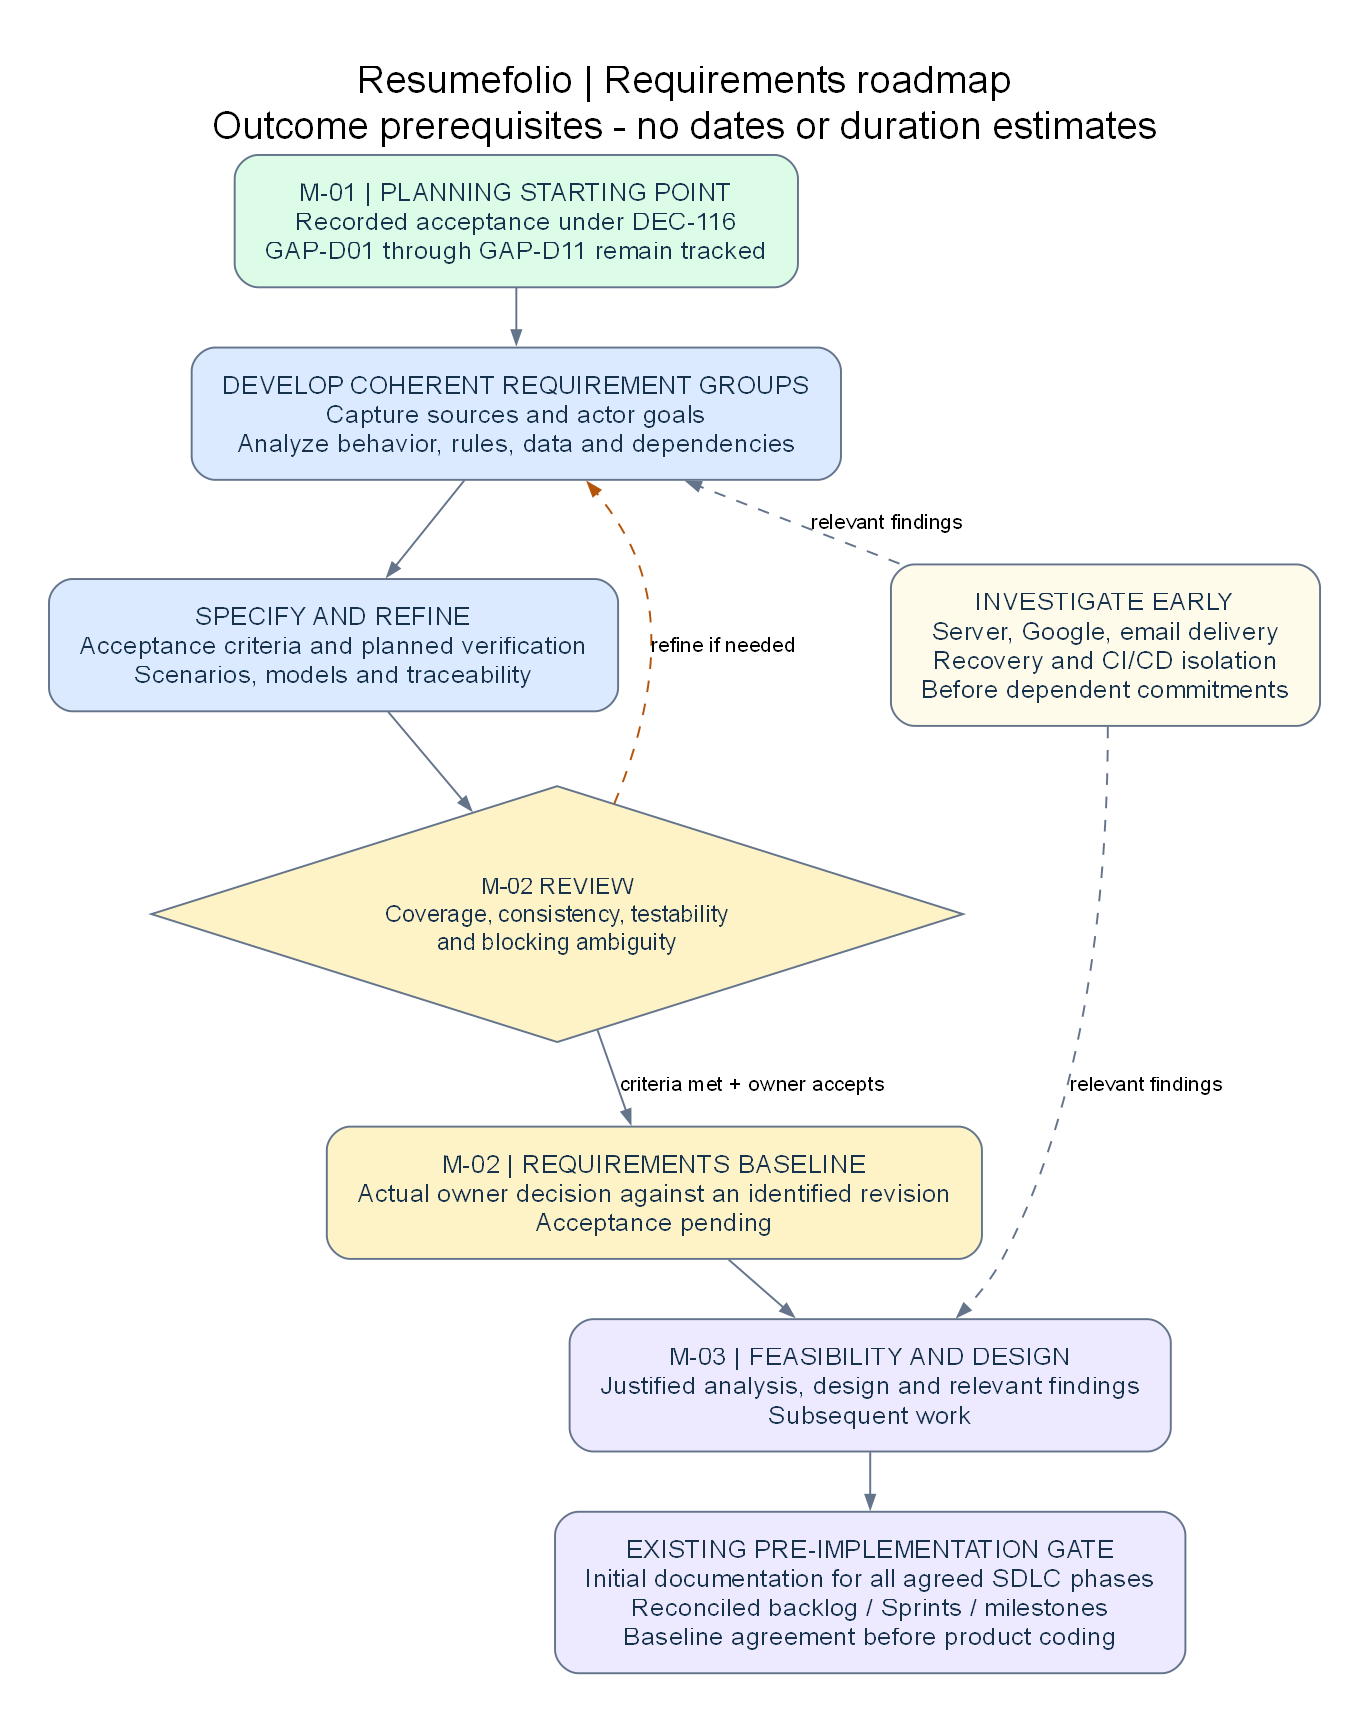 Resumefolio | Requirements roadmap
Outcome prerequisites - no dates or duration estimates
M-01 | PLANNING STARTING POINT
Recorded acceptance under DEC-116
GAP-D01 through GAP-D11 remain tracked
DEVELOP COHERENT REQUIREMENT GROUPS
Capture sources and actor goals
Analyze behavior, rules, data and dependencies
relevant findings
SPECIFY AND REFINE
Acceptance criteria and planned verification
Scenarios, models and traceability
refine if needed
INVESTIGATE EARLY
Server, Google, email delivery
Recovery and CI/CD isolation
Before dependent commitments
M-02 REVIEW
Coverage, consistency, testability
and blocking ambiguity
criteria met + owner accepts
relevant findings
M-02 | REQUIREMENTS BASELINE
Actual owner decision against an identified revision
Acceptance pending
M-03 | FEASIBILITY AND DESIGN
Justified analysis, design and relevant findings
Subsequent work
EXISTING PRE-IMPLEMENTATION GATE
Initial documentation for all agreed SDLC phases
Reconciled backlog / Sprints / milestones
Baseline agreement before product coding